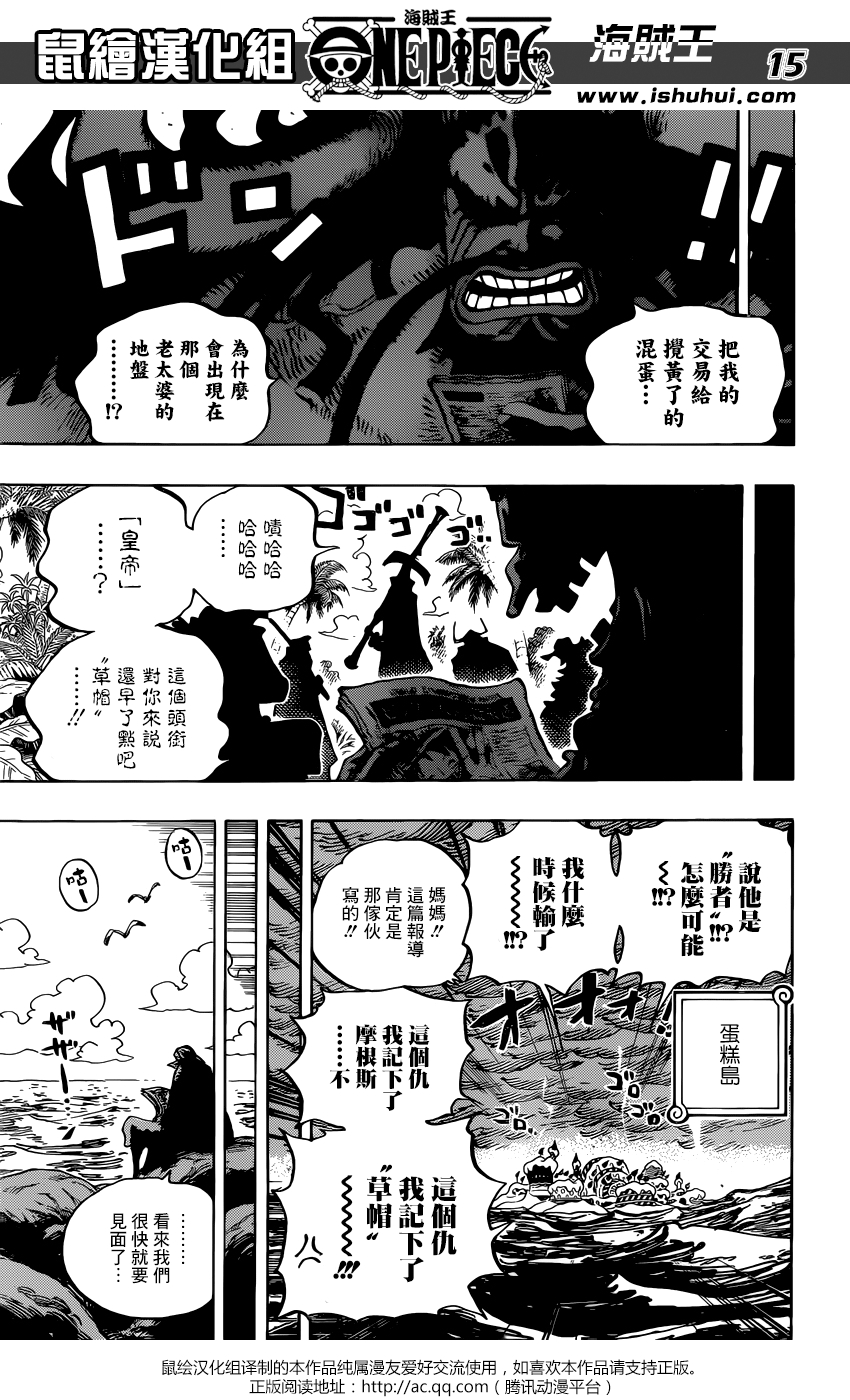 海賊王
鼠繪漢化組
ONE PIECE
海賊王
15
www.ishuhui.com
!!
ドン
把我的
交易給
攪黃了的
混蛋…
為什麼
會出現在
那個
老太婆的
地盤
………!?
ゴゴゴゴ
嘖哈哈
哈哈哈
……
「皇帝」
………?
這個頭銜
對你來說
還早了點吧
〝草帽〞
……!!
說他是
〝勝者〞!?
怎麼可能
~~!!?
我什麼
時候輸了
~~~!!?
媽媽!!
這篇報導
肯定是
那傢伙
寫的!!
オオオ…
蛋糕島
ゴロ
ゴロ…
這個仇
我記下了
摩根斯
……不
這個仇
我記下了
〝草帽〞
~~~!!!
咕ー
咕ー
ザザ…
………
看來我們
很快就要
見面了…
鼠绘汉化组译制的本作品纯属漫友爱好交流使用，如喜欢本作品请支持正版。
正版阅读地址：http://ac.qq.com（腾讯动漫平台）